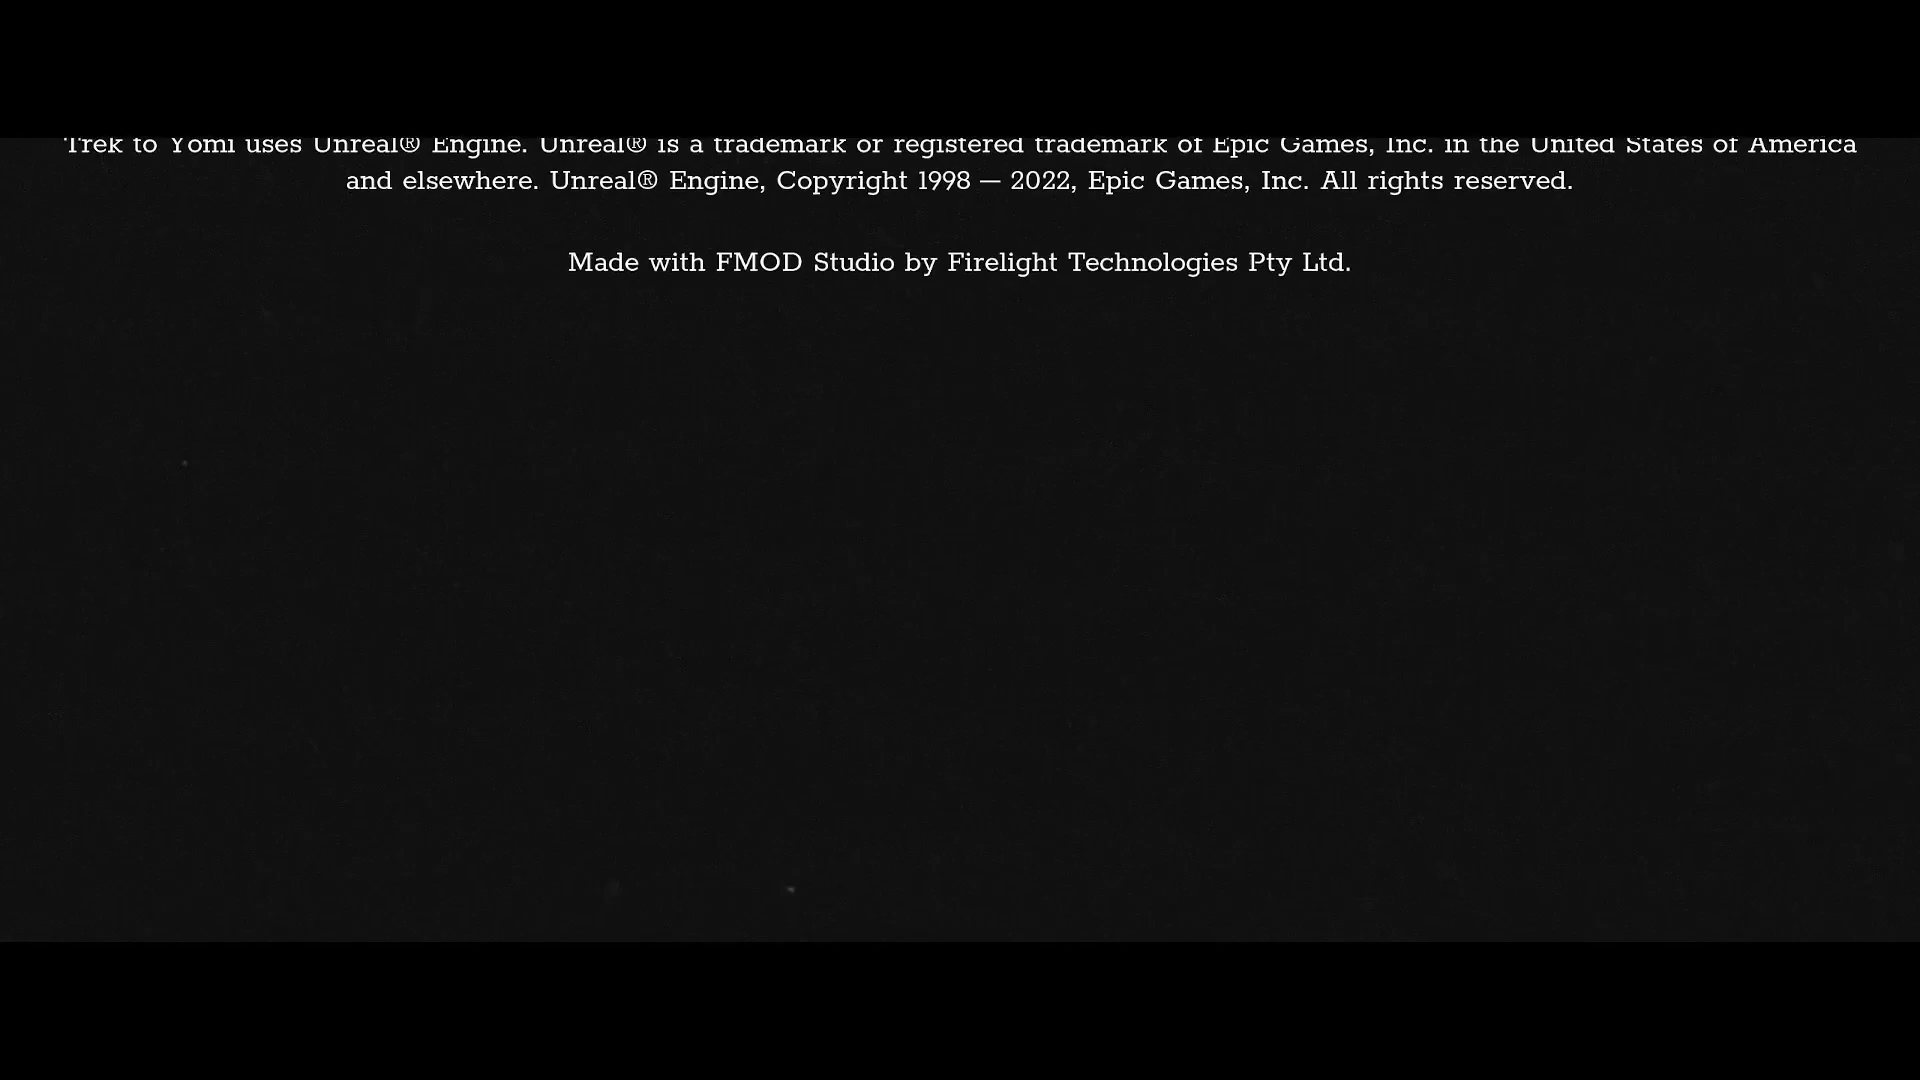 Trek to Yomi uses Unreal® Engine. Unreal® is a trademark or registered trademark of Epic Games, Inc. in the United States of America
and elsewhere. Unreal® Engine, Copyright 1998 — 2022, Epic Games, Inc. All rights reserved.
Made with FMOD Studio by Firelight Technologies Pty Ltd.